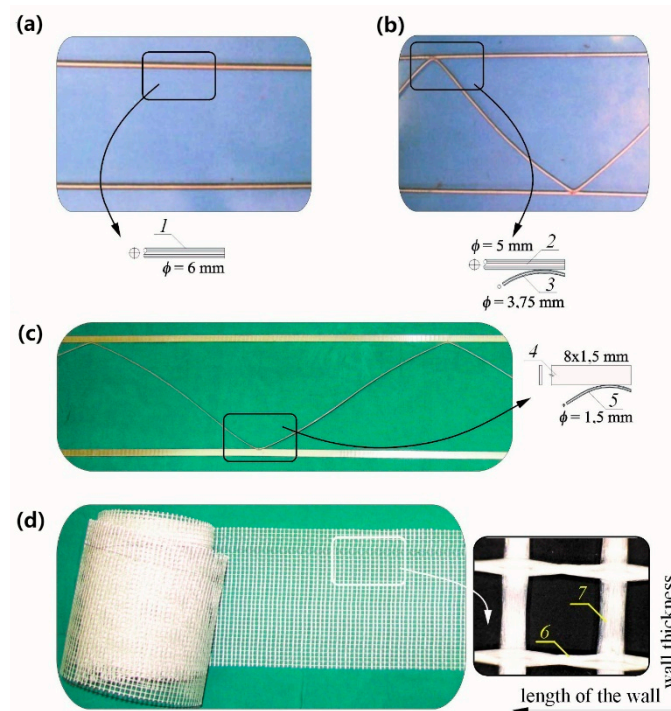 (a)
(b)
1
ϕ = 6 mm
ϕ = 5 mm
2
3
ϕ = 3,75 mm
(c)
4
8x1,5 mm
5
ϕ = 1,5 mm
(d)
7
6
wall thickness
length of the wall